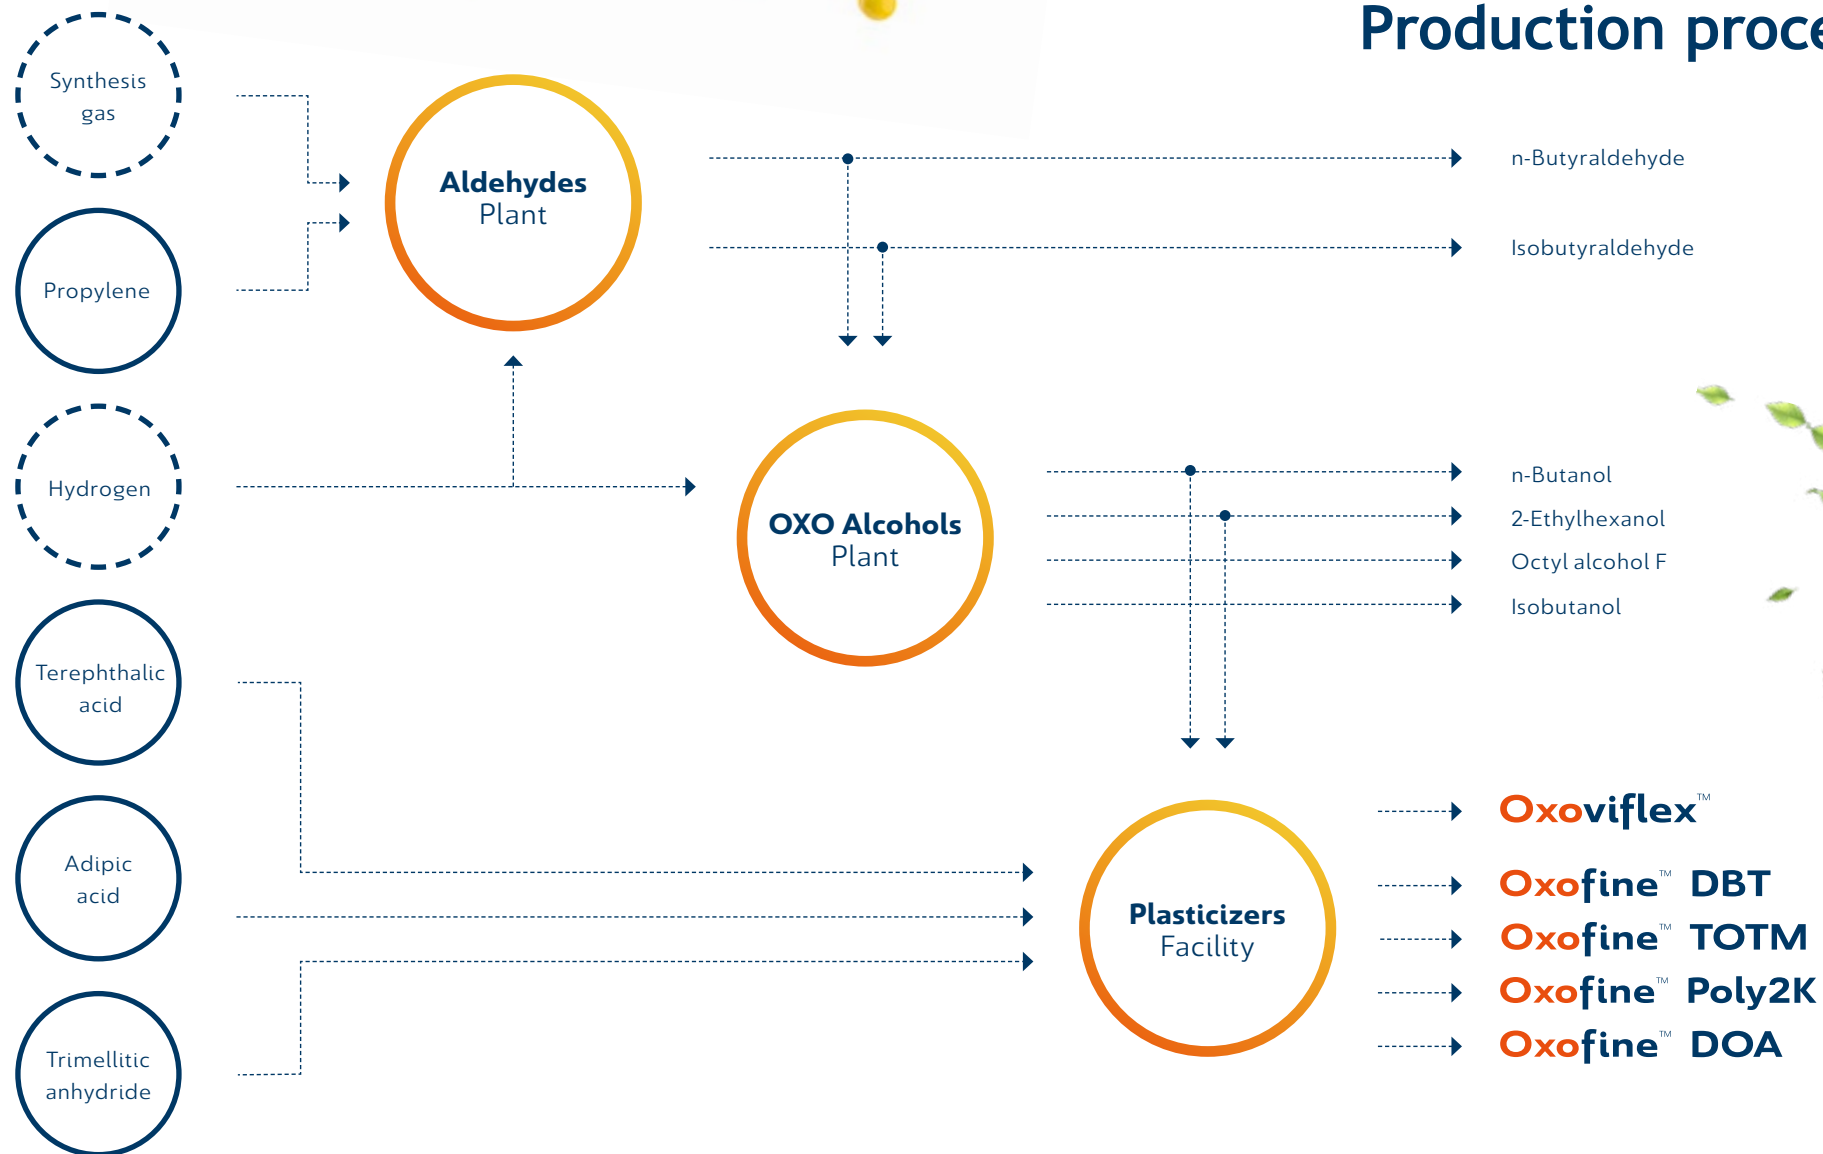 Production
Synthesis
gas
Propylene
Hydrogen
Terephthalic
acid
Adipic
acid
Trimellitic
anhydride
Aldehydes
Plant
OXO Alcohols
Plant
Plasticizers
Facility
n-Butyraldehyde
Isobutyraldehyde
n-Butanol
2-Ethylhexanol
Octyl alcohol F
Isobutanol
Oxoviflex™
Oxofine™ DBT
Oxofine™ TOTM
Oxofine™ Poly2K
Oxofine™ DOA